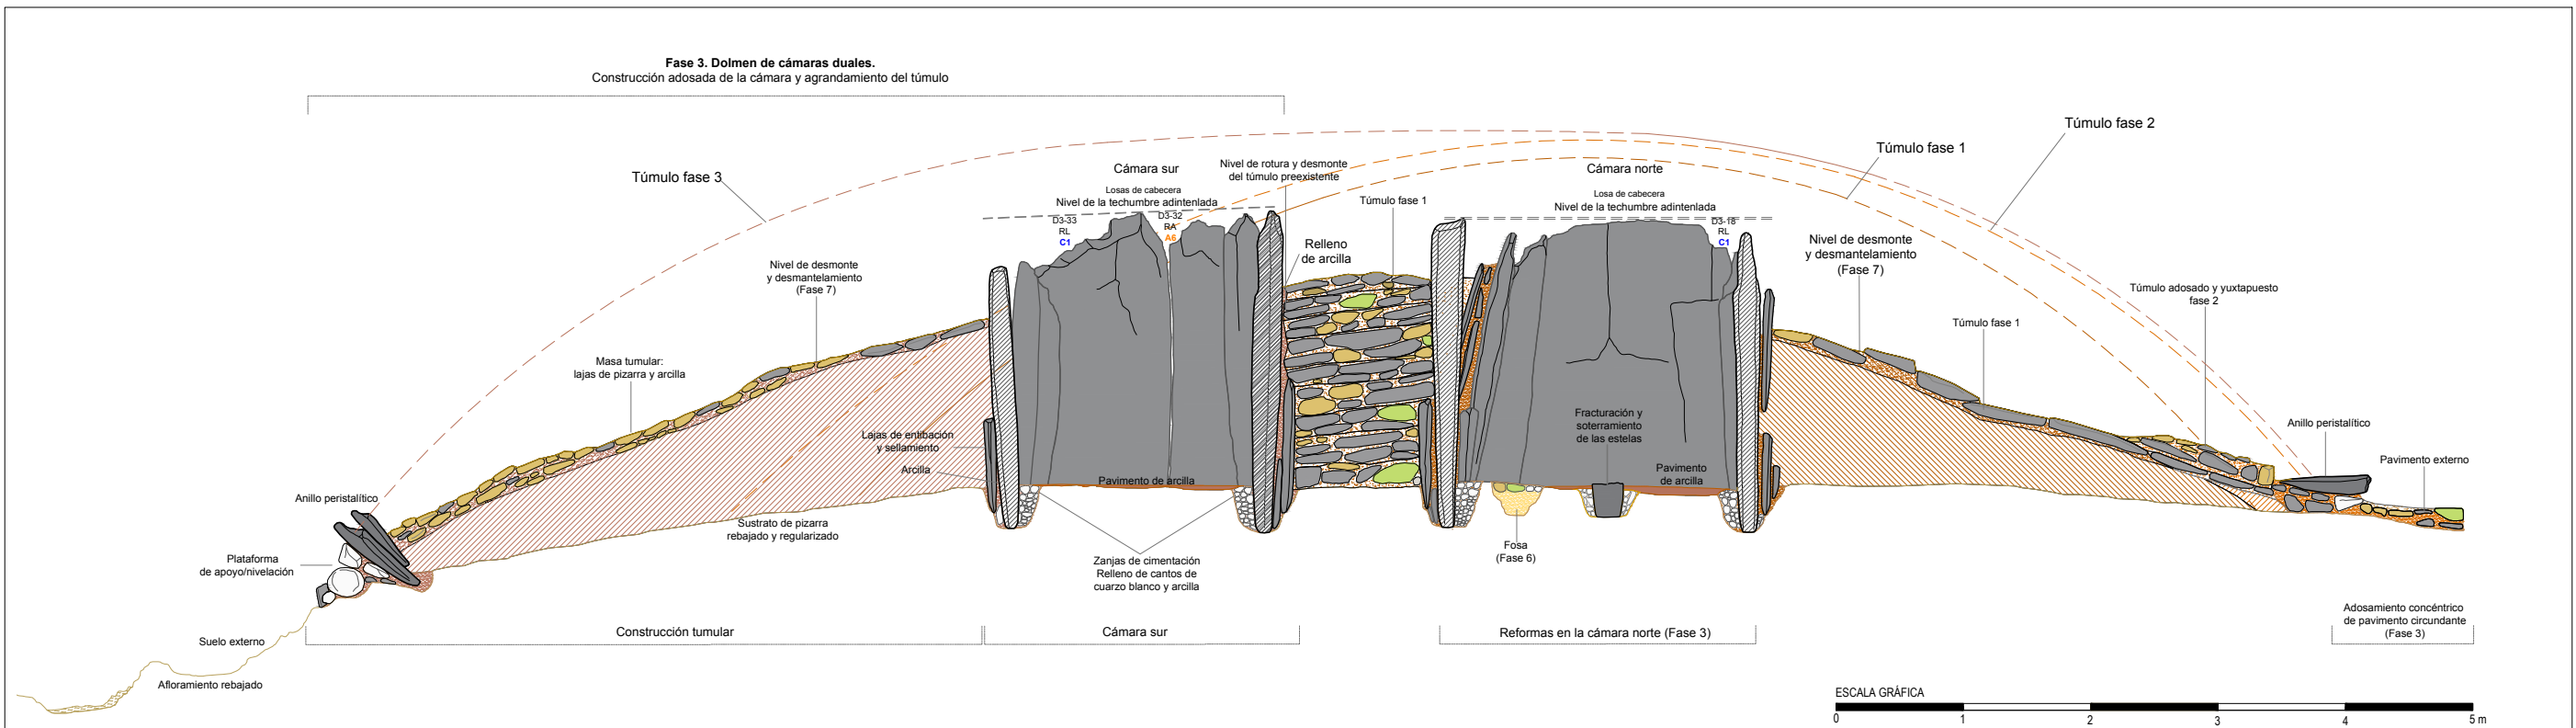 Fase 3. Dolmen de cámaras duales.
Construcción adosada de la cámara y agrandamiento del túmulo
Túmulo fase 3
Cámara sur
Losas de cabecera
Nivel de la techumbre adintelada
D3-33
RL
C1
D3-32
RA
A6
Nivel de rotura y desmonte
del túmulo preexistente
Relleno
de arcilla
Túmulo fase 1
Cámara norte
Losa de cabecera
Nivel de la techumbre adintenlada
D3-18
RL
C1
Túmulo fase 1
Túmulo fase 2
Nivel de desmonte
y desmantelamiento
(Fase 7)
Nivel de desmonte
y desmantelamiento
(Fase 7)
Túmulo adosado y yuxtapuesto
fase 2
Túmulo fase 1
Masa tumular:
lajas de pizarra y arcilla
Lajas de entibación
y sellamiento
Arcilla
Pavimento de arcilla
Fracturación y
soterramiento
de las estelas
Pavimento
de arcilla
Anillo peristalítico
Pavimento externo
Anillo peristalítico
Sustrato de pizarra
rebajado y regularizado
Plataforma
de apoyo/nivelación
Zanjas de cimentación
Relleno de cantos de
cuarzo blanco y arcilla
Fosa
(Fase 6)
Suelo externo
Afloramiento rebajado
Construcción tumular
Cámara sur
Reformas en la cámara norte (Fase 3)
Adosamiento concéntrico
de pavimento circundante
(Fase 3)
ESCALA GRÁFICA
0 1 2 3 4 5 m